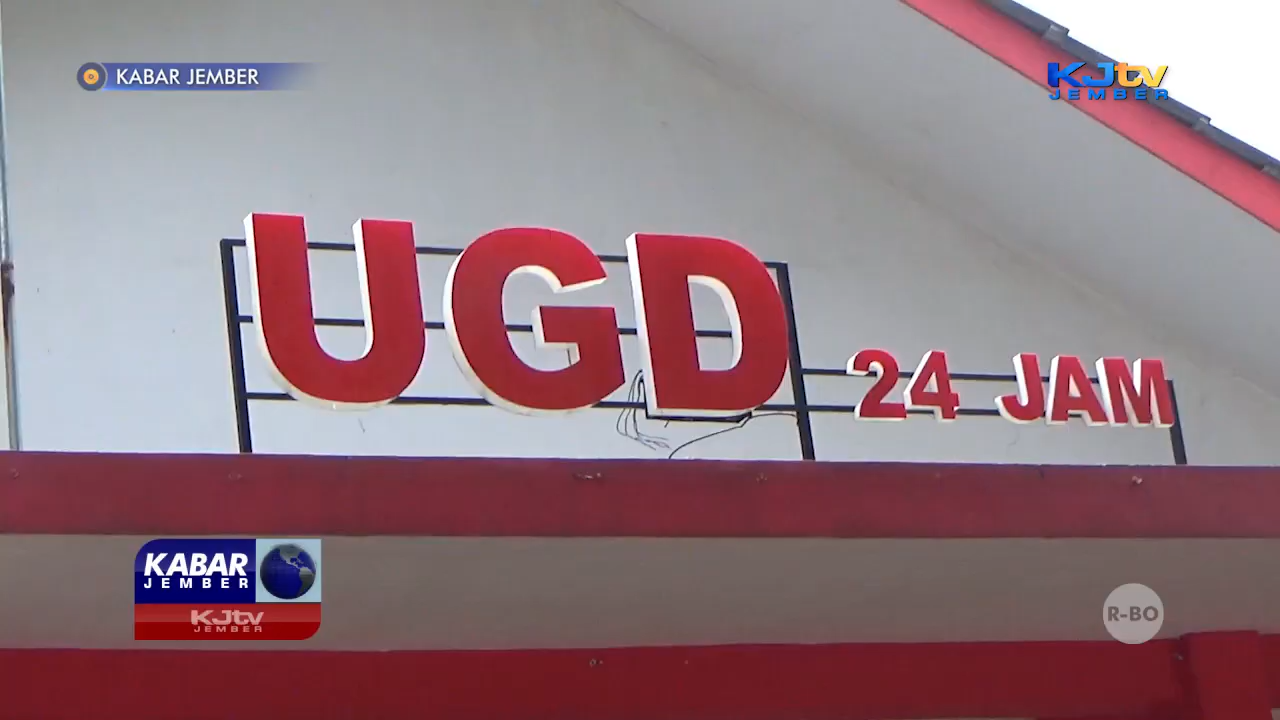 KABAR JEMBER
KJtv
JEMBER
UGD 24 JAM
KABAR
JEMBER
KJtv
JEMBER
R-BO